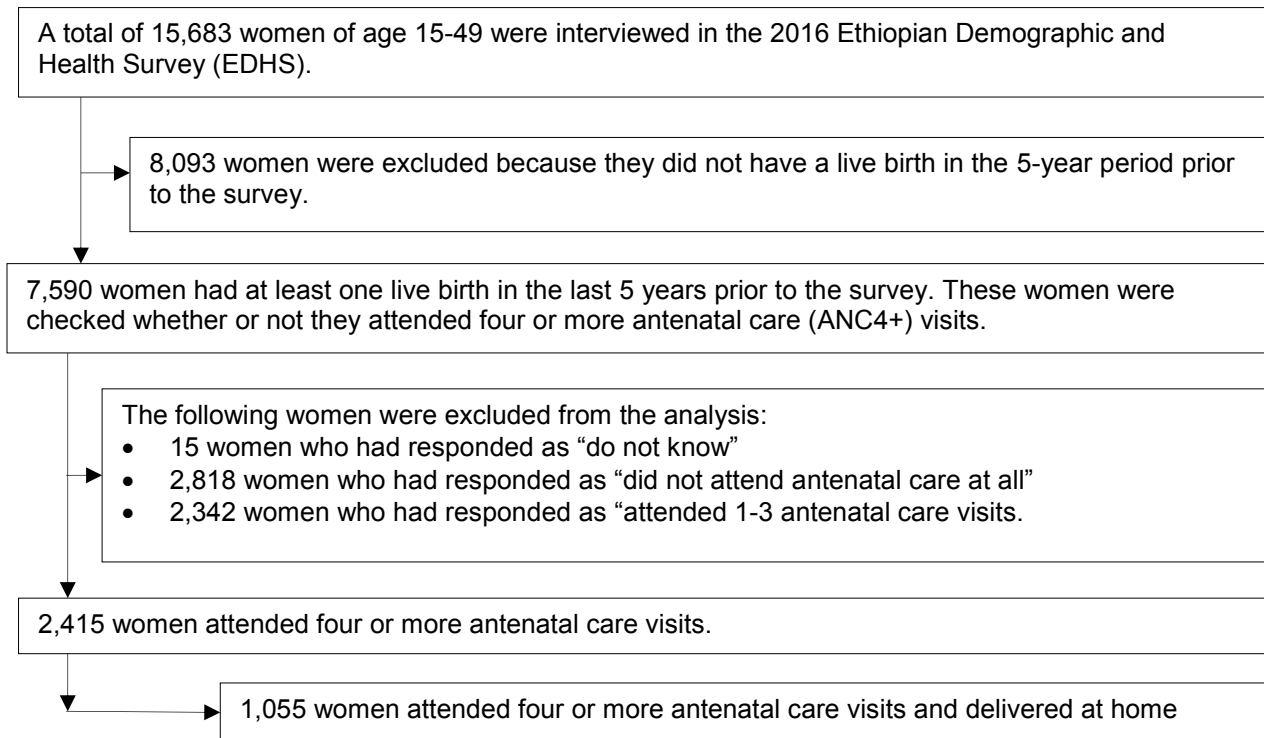 A total of 15,683 women of age 15-49 were interviewed in the 2016 Ethiopian Demographic and
Health Survey (EDHS).
8,093 women were excluded because they did not have a live birth in the 5-year period prior
to the survey.
7,590 women had at least one live birth in the last 5 years prior to the survey. These women were
checked whether or not they attended four or more antenatal care (ANC4+) visits.
The following women were excluded from the analysis:
• 15 women who had responded as “do not know”
• 2,818 women who had responded as “did not attend antenatal care at all”
• 2,342 women who had responded as “attended 1-3 antenatal care visits.
2,415 women attended four or more antenatal care visits.
1,055 women attended four or more antenatal care visits and delivered at home